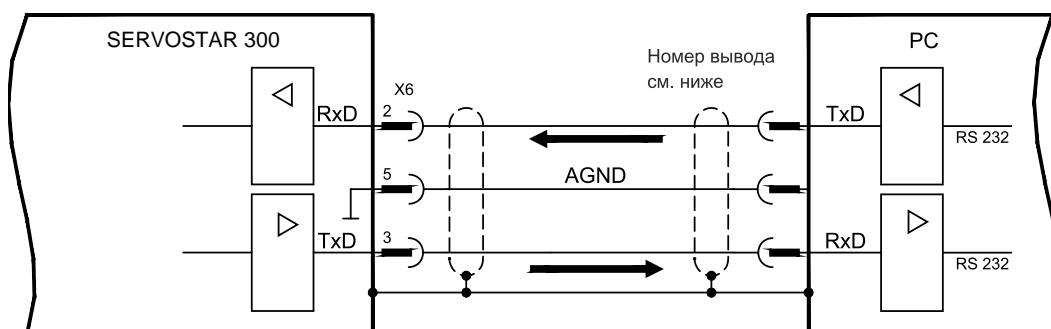 SERVOSTAR 300
PC
Номер вывода
см. ниже
X6
RxD
2
TxD
RS 232
5
AGND
TxD
3
RxD
RS 232